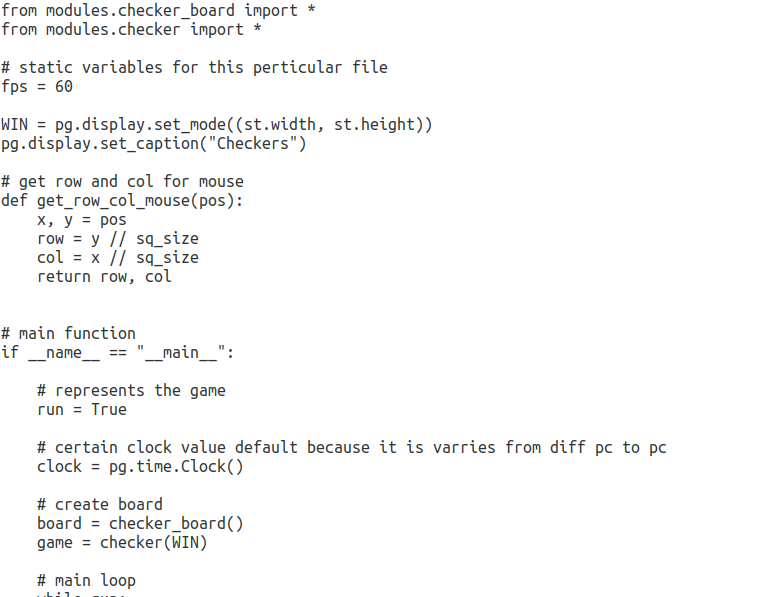 from modules.checker_board import *
from modules.checker import *
# static variables for this perticular file
fps = 60
WIN = pg.display.set_mode((st.width, st.height))
pg.display.set_caption("Checkers")
# get row and col for mouse
def get_row_col_mouse(pos):
    x, y = pos
    row = y // sq_size
    col = x // sq_size
    return row, col
# main function
if __name__ == "__main__":
    # represents the game
    run = True
    # certain clock value default because it is varries from diff pc to pc
    clock = pg.time.Clock()
    # create board
    board = checker_board()
    game = checker(WIN)
    # main loop
    while run: